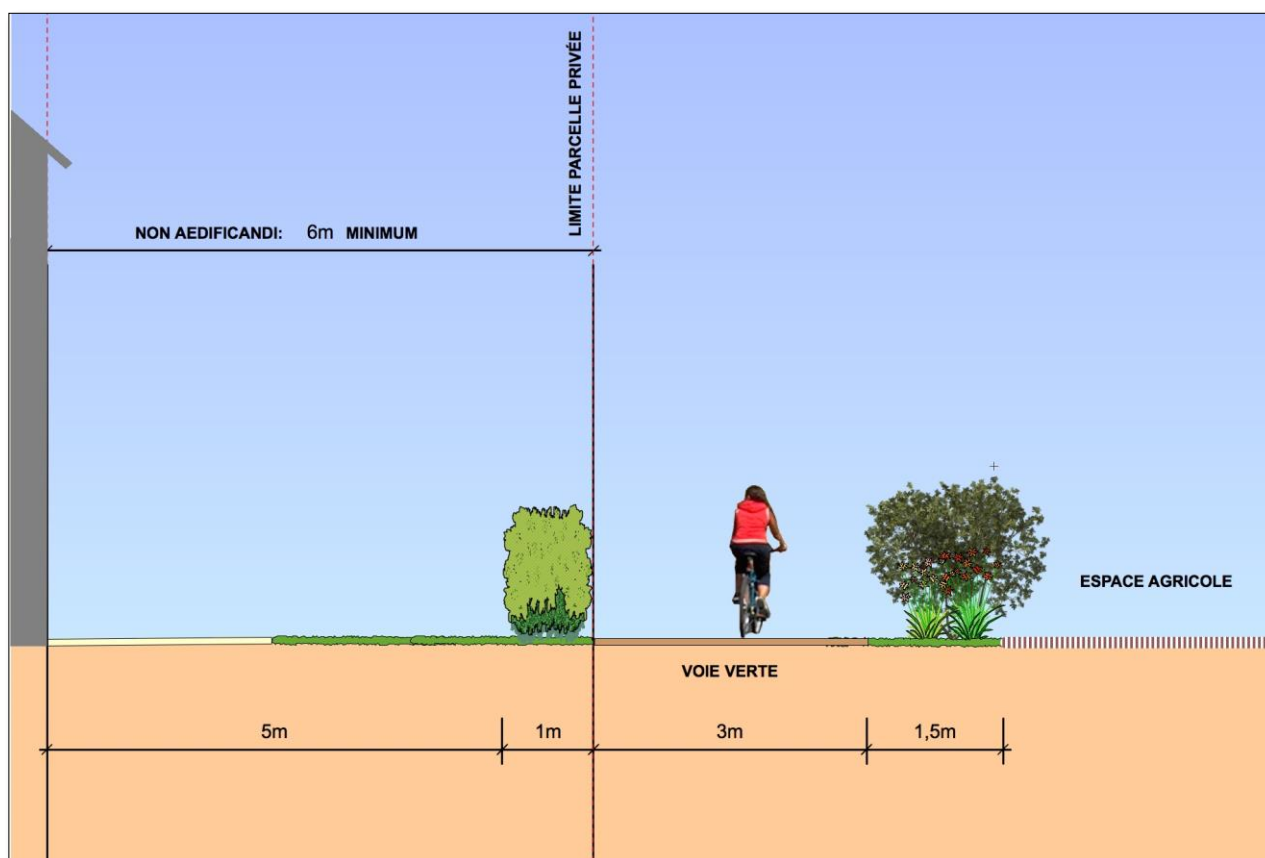 LIMITE PARCELLE PRIVÉE
NON AEDIFICANDI: 6m MINIMUM
ESPACE AGRICOLE
VOIE VERTE
5m
1m
3m
1,5m